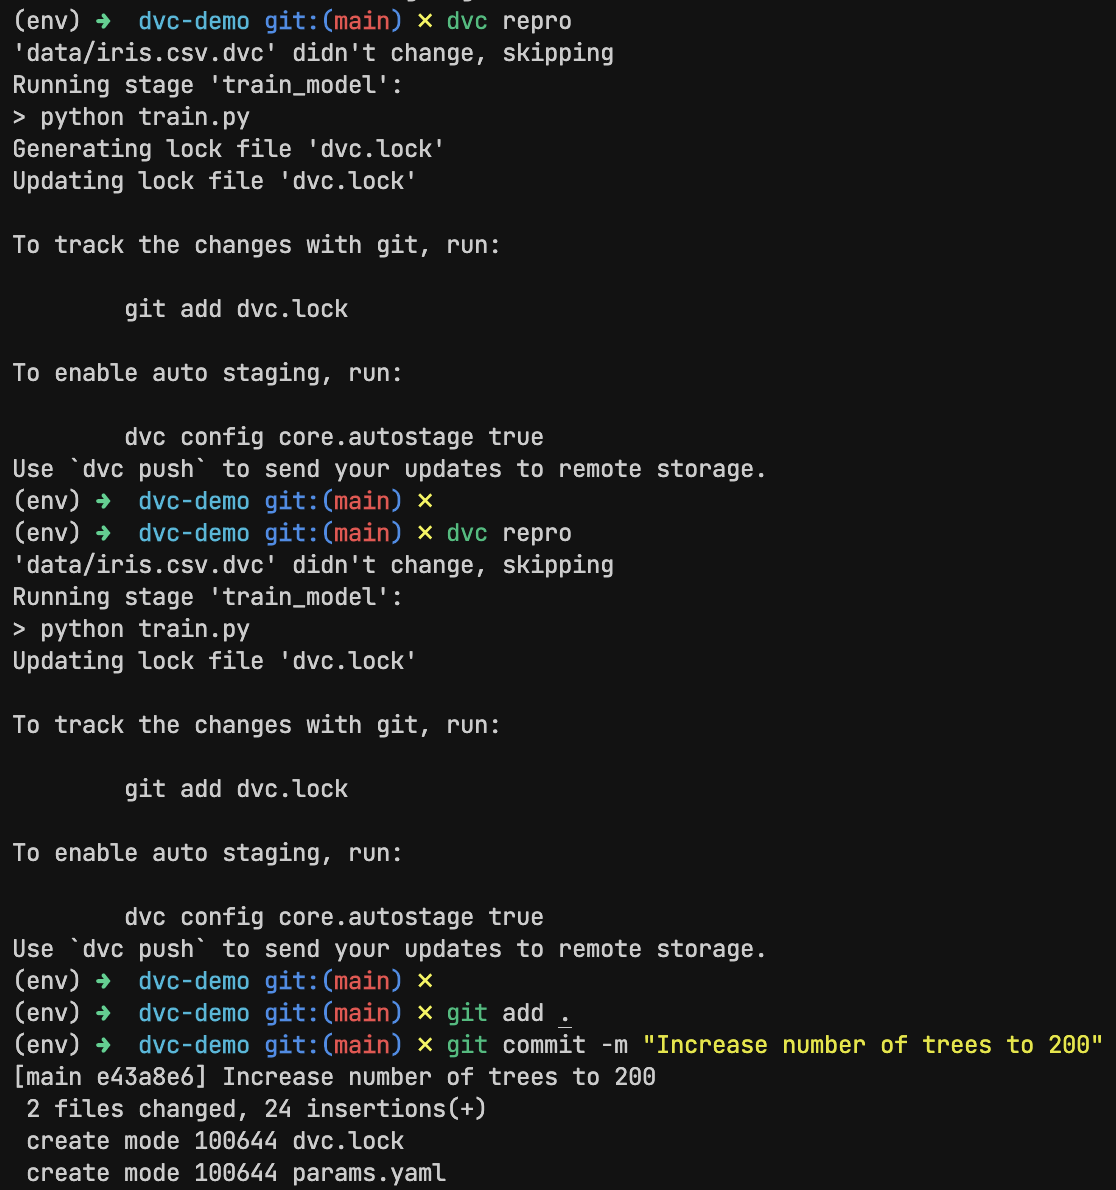 (env) ➜  dvc-demo git:(main) ✗ dvc repro
'data/iris.csv.dvc' didn't change, skipping
Running stage 'train_model':
> python train.py
Generating lock file 'dvc.lock'
Updating lock file 'dvc.lock'

To track the changes with git, run:

        git add dvc.lock

To enable auto staging, run:

        dvc config core.autostage true
Use `dvc push` to send your updates to remote storage.
(env) ➜  dvc-demo git:(main) ✗
(env) ➜  dvc-demo git:(main) ✗ dvc repro
'data/iris.csv.dvc' didn't change, skipping
Running stage 'train_model':
> python train.py
Updating lock file 'dvc.lock'

To track the changes with git, run:

        git add dvc.lock

To enable auto staging, run:

        dvc config core.autostage true
Use `dvc push` to send your updates to remote storage.
(env) ➜  dvc-demo git:(main) ✗
(env) ➜  dvc-demo git:(main) ✗ git add .
(env) ➜  dvc-demo git:(main) ✗ git commit -m "Increase number of trees to 200"
[main e43a8e6] Increase number of trees to 200
 2 files changed, 24 insertions(+)
 create mode 100644 dvc.lock
 create mode 100644 params.yaml